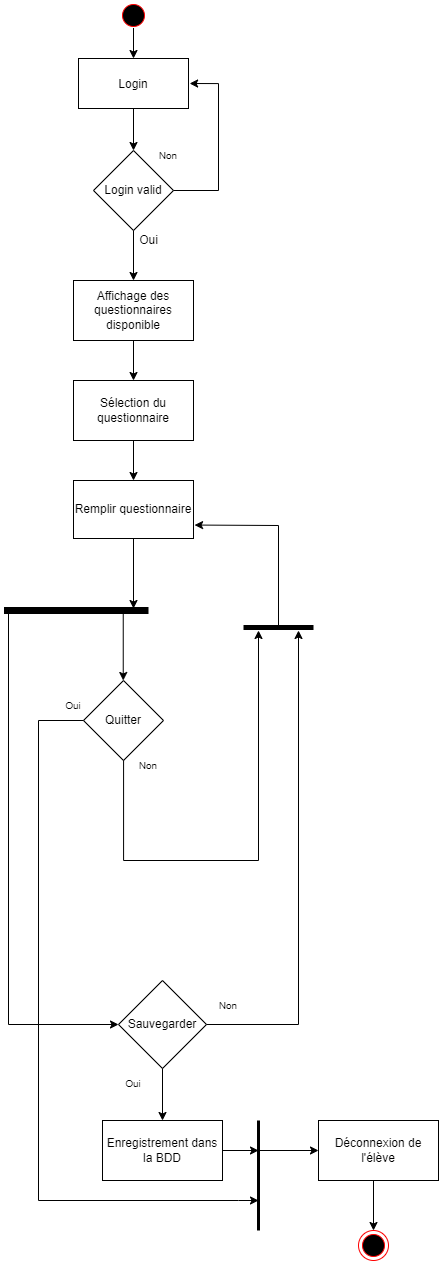 Login
Non
Login valid
Oui
Affichage des
questionnaires
disponible
Sélection du
questionnaire
Remplir questionnaire
Oui
Quitter
Non
Non
Sauvegarder
Oui
Enregistrement dans
la BDD
Déconnexion de
l'élève